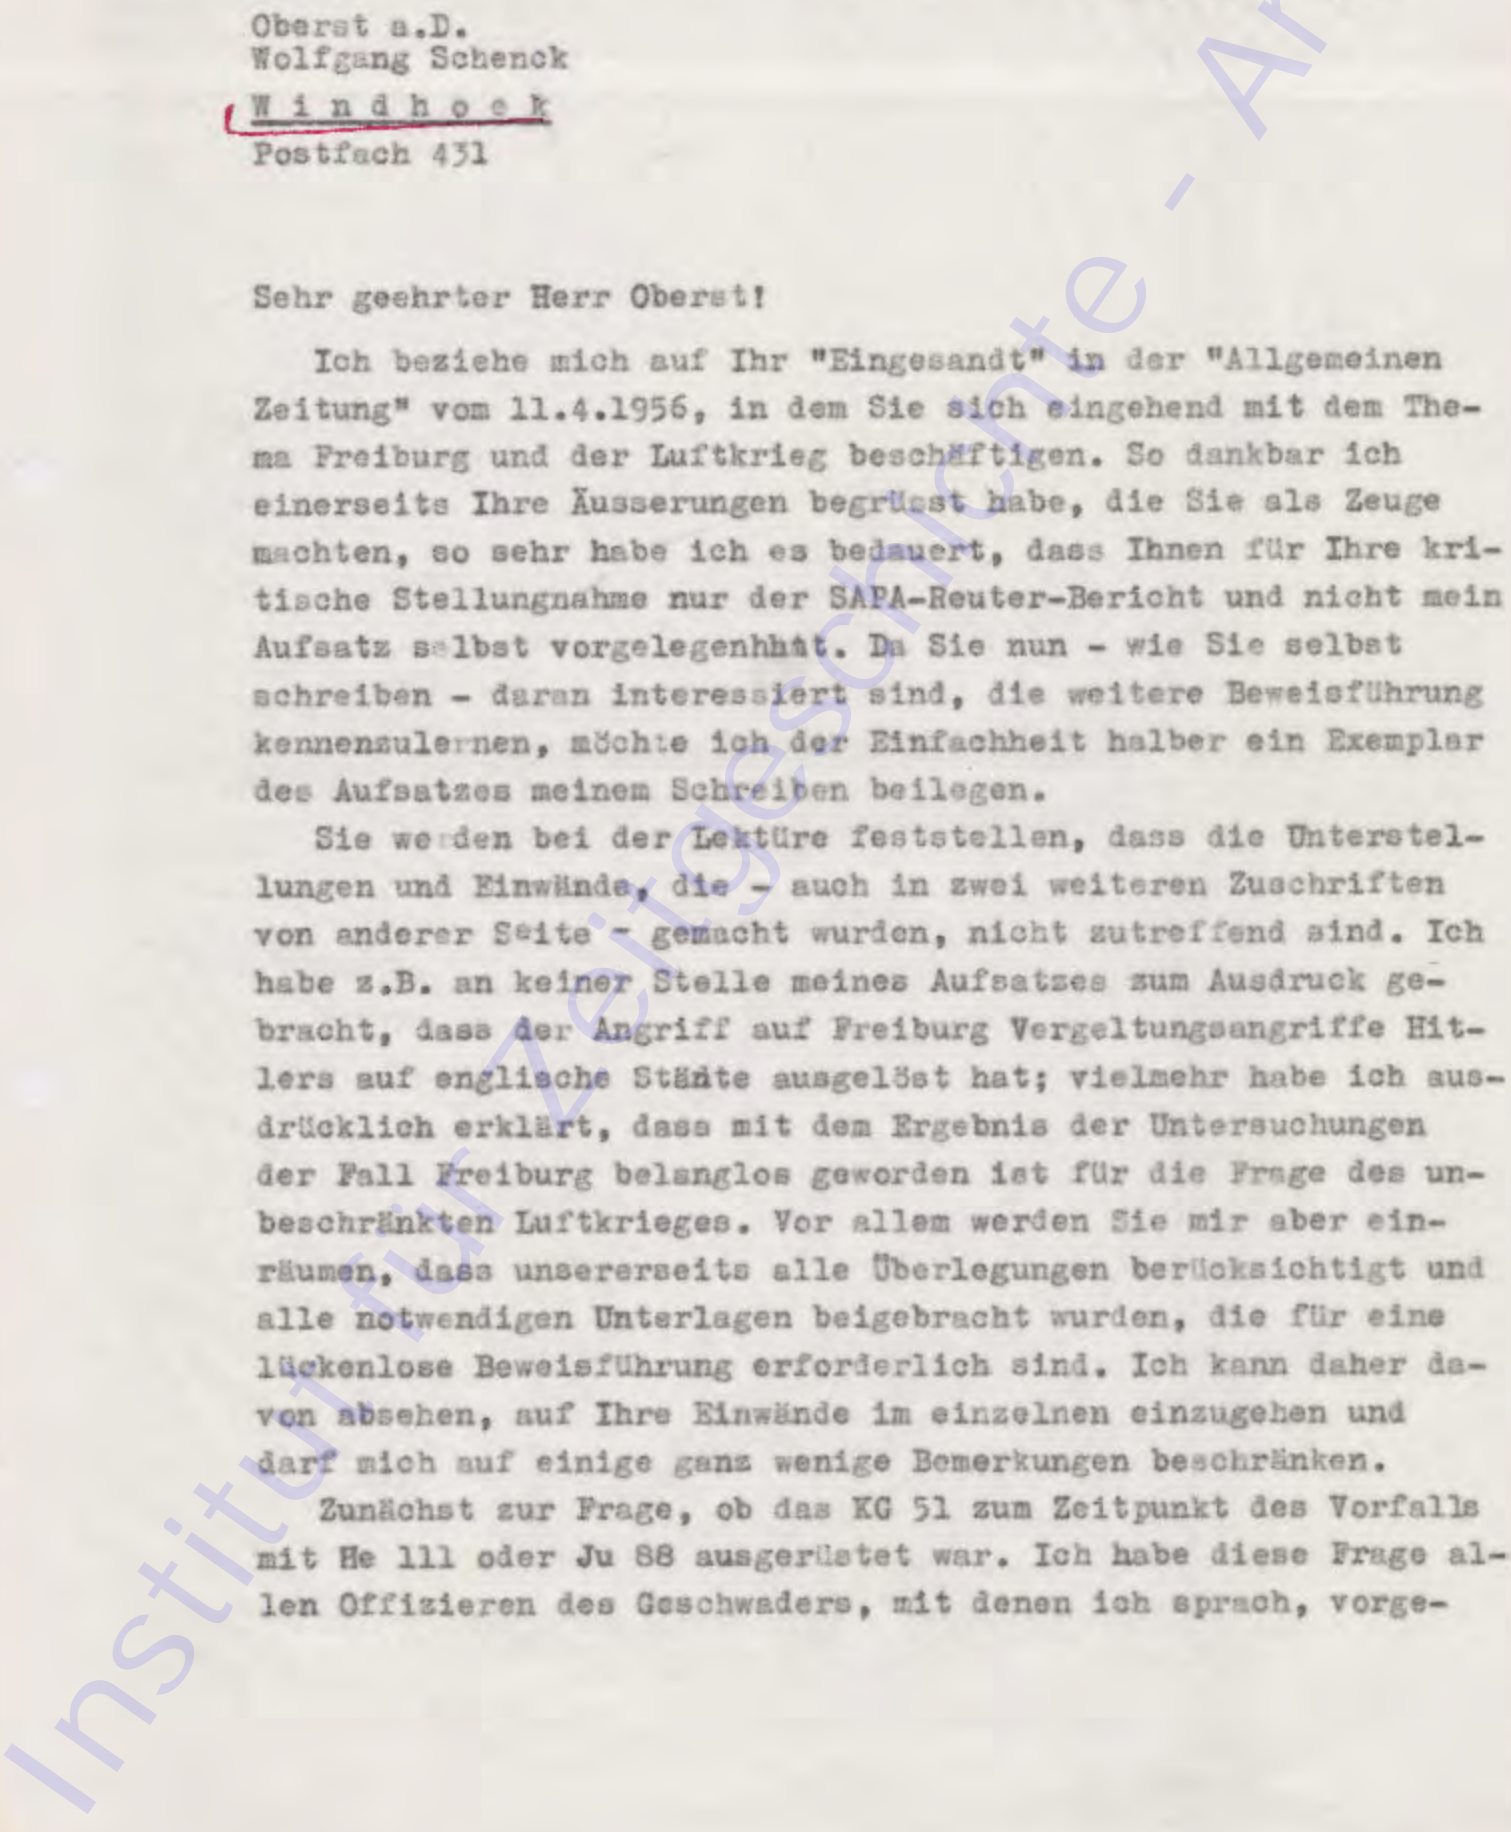 Oberst a.D.
Wolfgang Schenck
W i n d h o e k
Postfach 431
Sehr geehrter Herr Oberst!
Ich beziehe mich auf Ihr "Eingesandt" in der "Allgemeinen
Zeitung" vom 11.4.1956, in dem Sie sich eingehend mit dem The-
ma Freiburg und der Luftkrieg beschäftigen. So dankbar ich
einerseits Ihre Äusserungen begrüsst habe, die Sie als Zeuge
machten, so sehr habe ich es bedauert, dass Ihnen für Ihre kri-
tische Stellungnahme nur der SAPA-Reuter-Bericht und nicht mein
Aufsatz selbst vorgelegenhhat. Da Sie nun - wie Sie selbst
schreiben - daran interessiert sind, die weitere Beweisführung
kennenzulernen, möchte ich der Einfachheit halber ein Exemplar
des Aufsatzes meinem Schreiben beilegen.
Sie werden bei der Lektüre feststellen, dass die Unterstel-
lungen und Einwände, die - auch in zwei weiteren Zuschriften
von anderer Seite - gemacht wurden, nicht zutreffend sind. Ich
habe z.B. an keiner Stelle meines Aufsatzes zum Ausdruck ge-
bracht, dass der Angriff auf Freiburg Vergeltungsangriffe Hit-
lers auf englische Städte ausgelöst hat; vielmehr habe ich aus-
drücklich erklärt, dass mit dem Ergebnis der Untersuchungen
der Fall Freiburg belanglos geworden ist für die Frage des un-
beschränkten Luftkrieges. Vor allem werden Sie mir aber ein-
räumen, dass unsererseits alle Überlegungen berücksichtigt und
alle notwendigen Unterlagen beigebracht wurden, die für eine
lückenlose Beweisführung erforderlich sind. Ich kann daher da-
von absehen, auf Ihre Einwände im einzelnen einzugehen und
darf mich auf einige ganz wenige Bemerkungen beschränken.
Zunächst zur Frage, ob das KG 51 zum Zeitpunkt des Vorfalls
mit He 111 oder Ju 88 ausgerüstet war. Ich habe diese Frage al-
len Offizieren des Geschwaders, mit denen ich sprach, vorge-
Institut für Zeitgeschichte - Ar